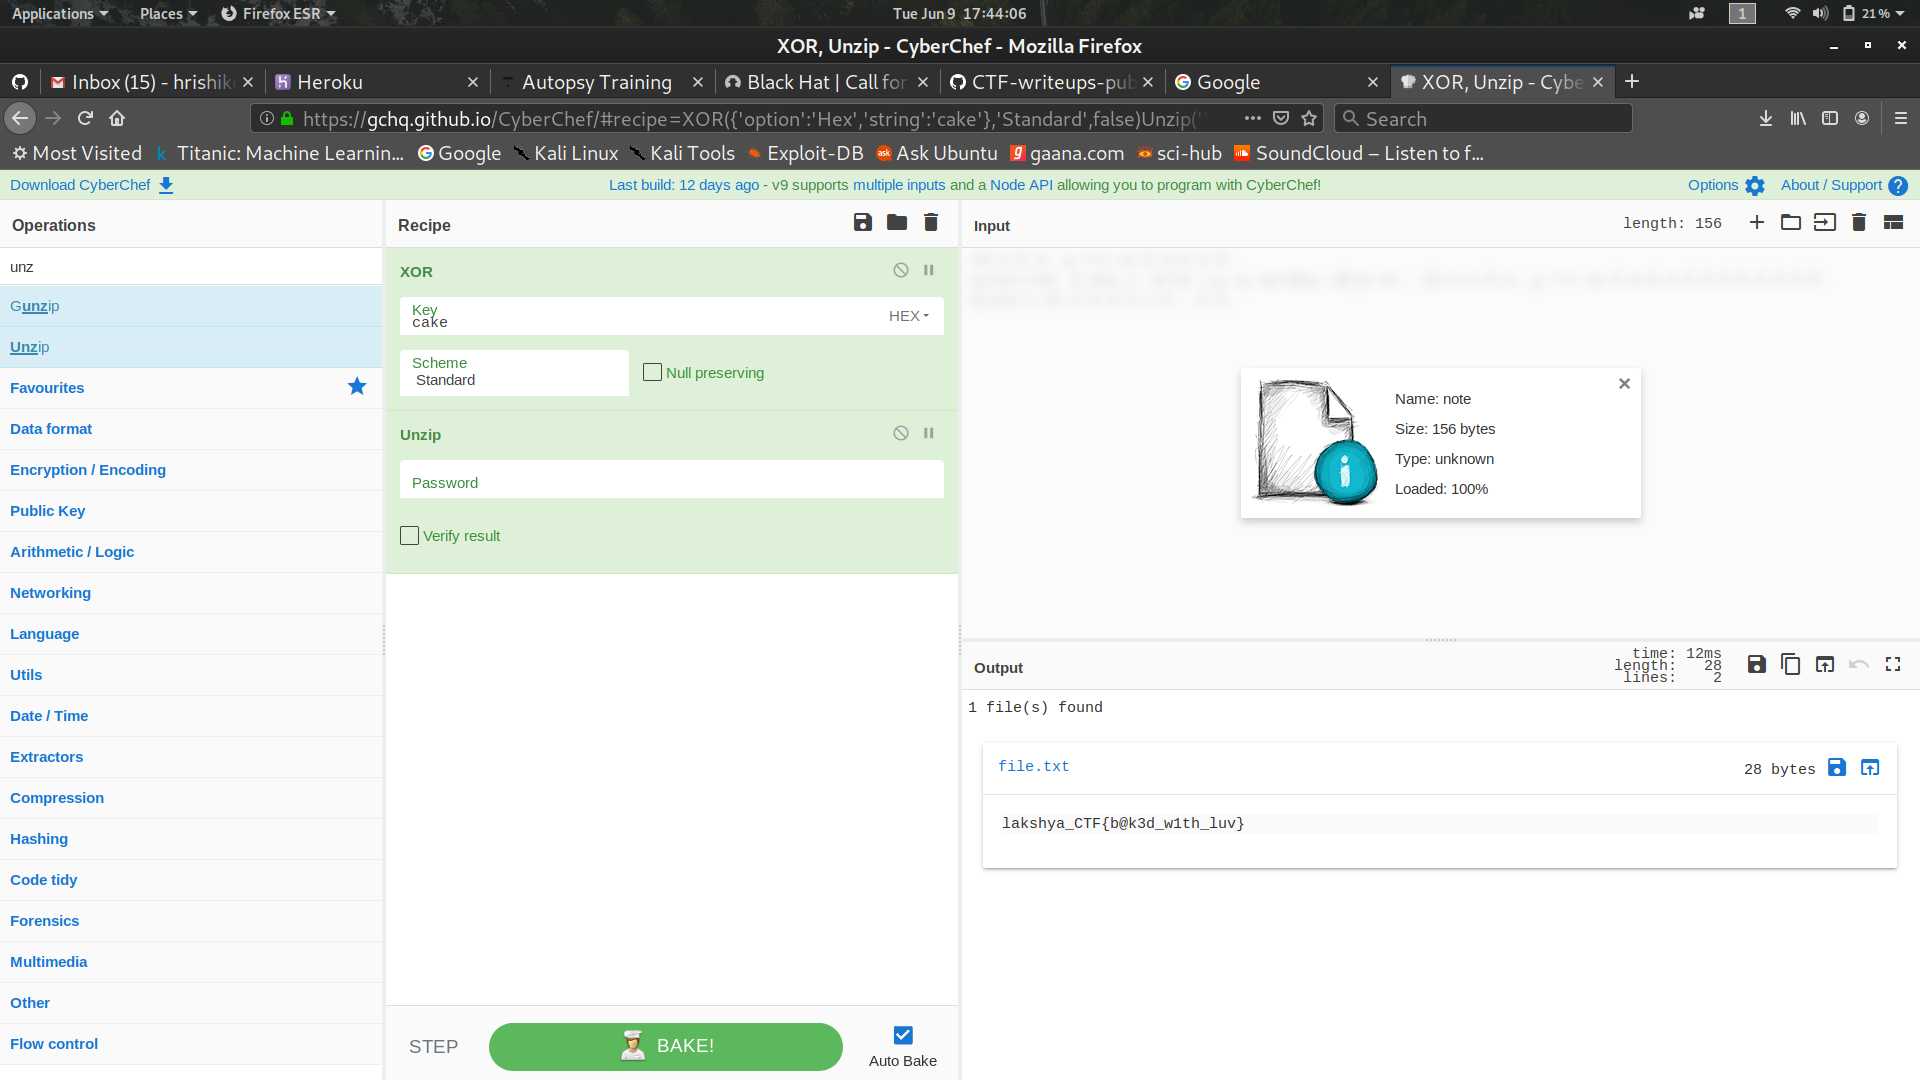 Applications
Places
Firefox ESR
Tue Jun 9 17:44:06
1
21%
XOR, Unzip - CyberChef - Mozilla Firefox
Inbox (15) - hrishik
Heroku
Autopsy Training
Black Hat | Call for
CTF-writeups-pub
Google
XOR, Unzip - Cybe
https://gchq.github.io/CyberChef/#recipe=XOR({'option':'Hex','string':'cake'},'Standard',false)Unzip(''
Search
Most Visited
Titanic: Machine Learnin...
Google
Kali Linux
Kali Tools
Exploit-DB
Ask Ubuntu
gaana.com
sci-hub
SoundCloud – Listen to f...
Download CyberChef
Last build: 12 days ago - v9 supports multiple inputs and a Node API allowing you to program with CyberChef!
Options
About / Support
Operations
unz
Gunzip
Unzip
Favourites
Data format
Encryption / Encoding
Public Key
Arithmetic / Logic
Networking
Language
Utils
Date / Time
Extractors
Compression
Hashing
Code tidy
Forensics
Multimedia
Other
Flow control
Recipe
XOR
Key
cake
HEX
Scheme
Standard
Null preserving
Unzip
Password
Verify result
STEP
BAKE!
Auto Bake
Input
length: 156
Name: note
Size: 156 bytes
Type: unknown
Loaded: 100%
Output
time: 12ms
length: 28
lines: 2
1 file(s) found
file.txt
28 bytes
lakshya_CTF{b@k3d_w1th_luv}